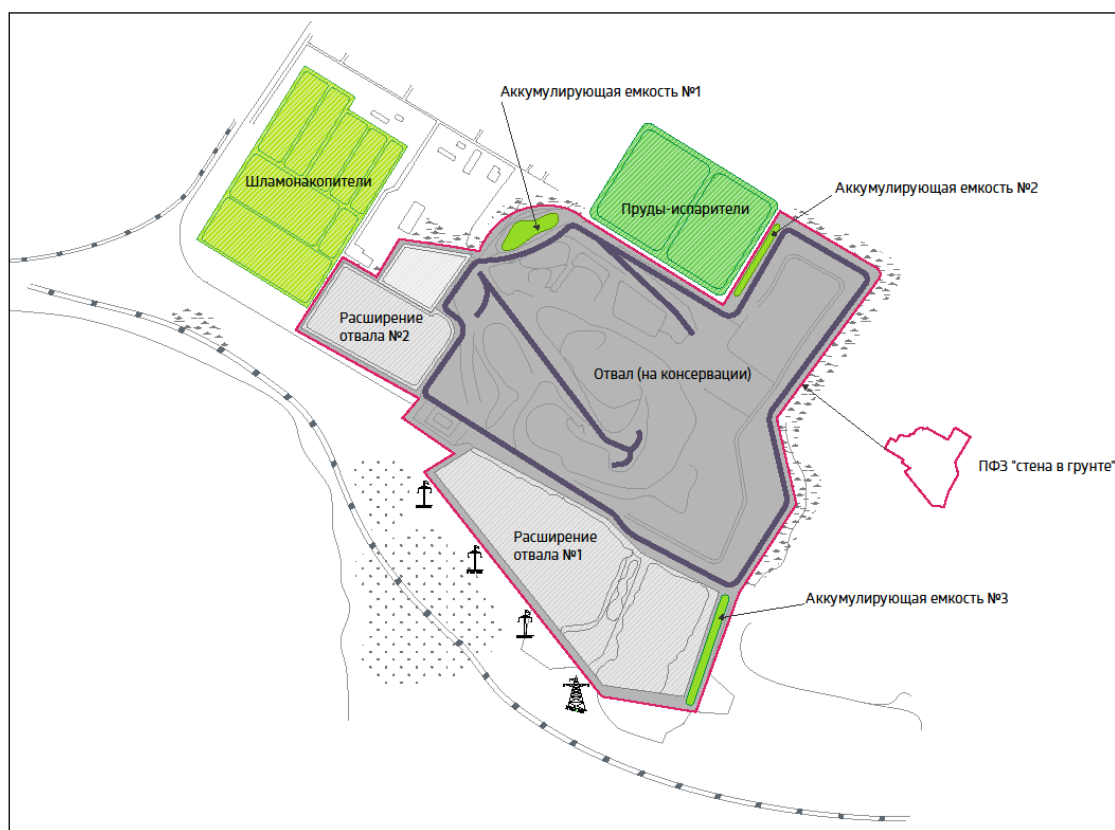 Аккумулирующая емкость №1
Шламонакопители
Пруды-испарители
Аккумулирующая емкость №2
Расширение
отвала №2
Отвал (на консервации)
ПФЗ "стена в грунте"
Расширение
отвала №1
Аккумулирующая емкость №3